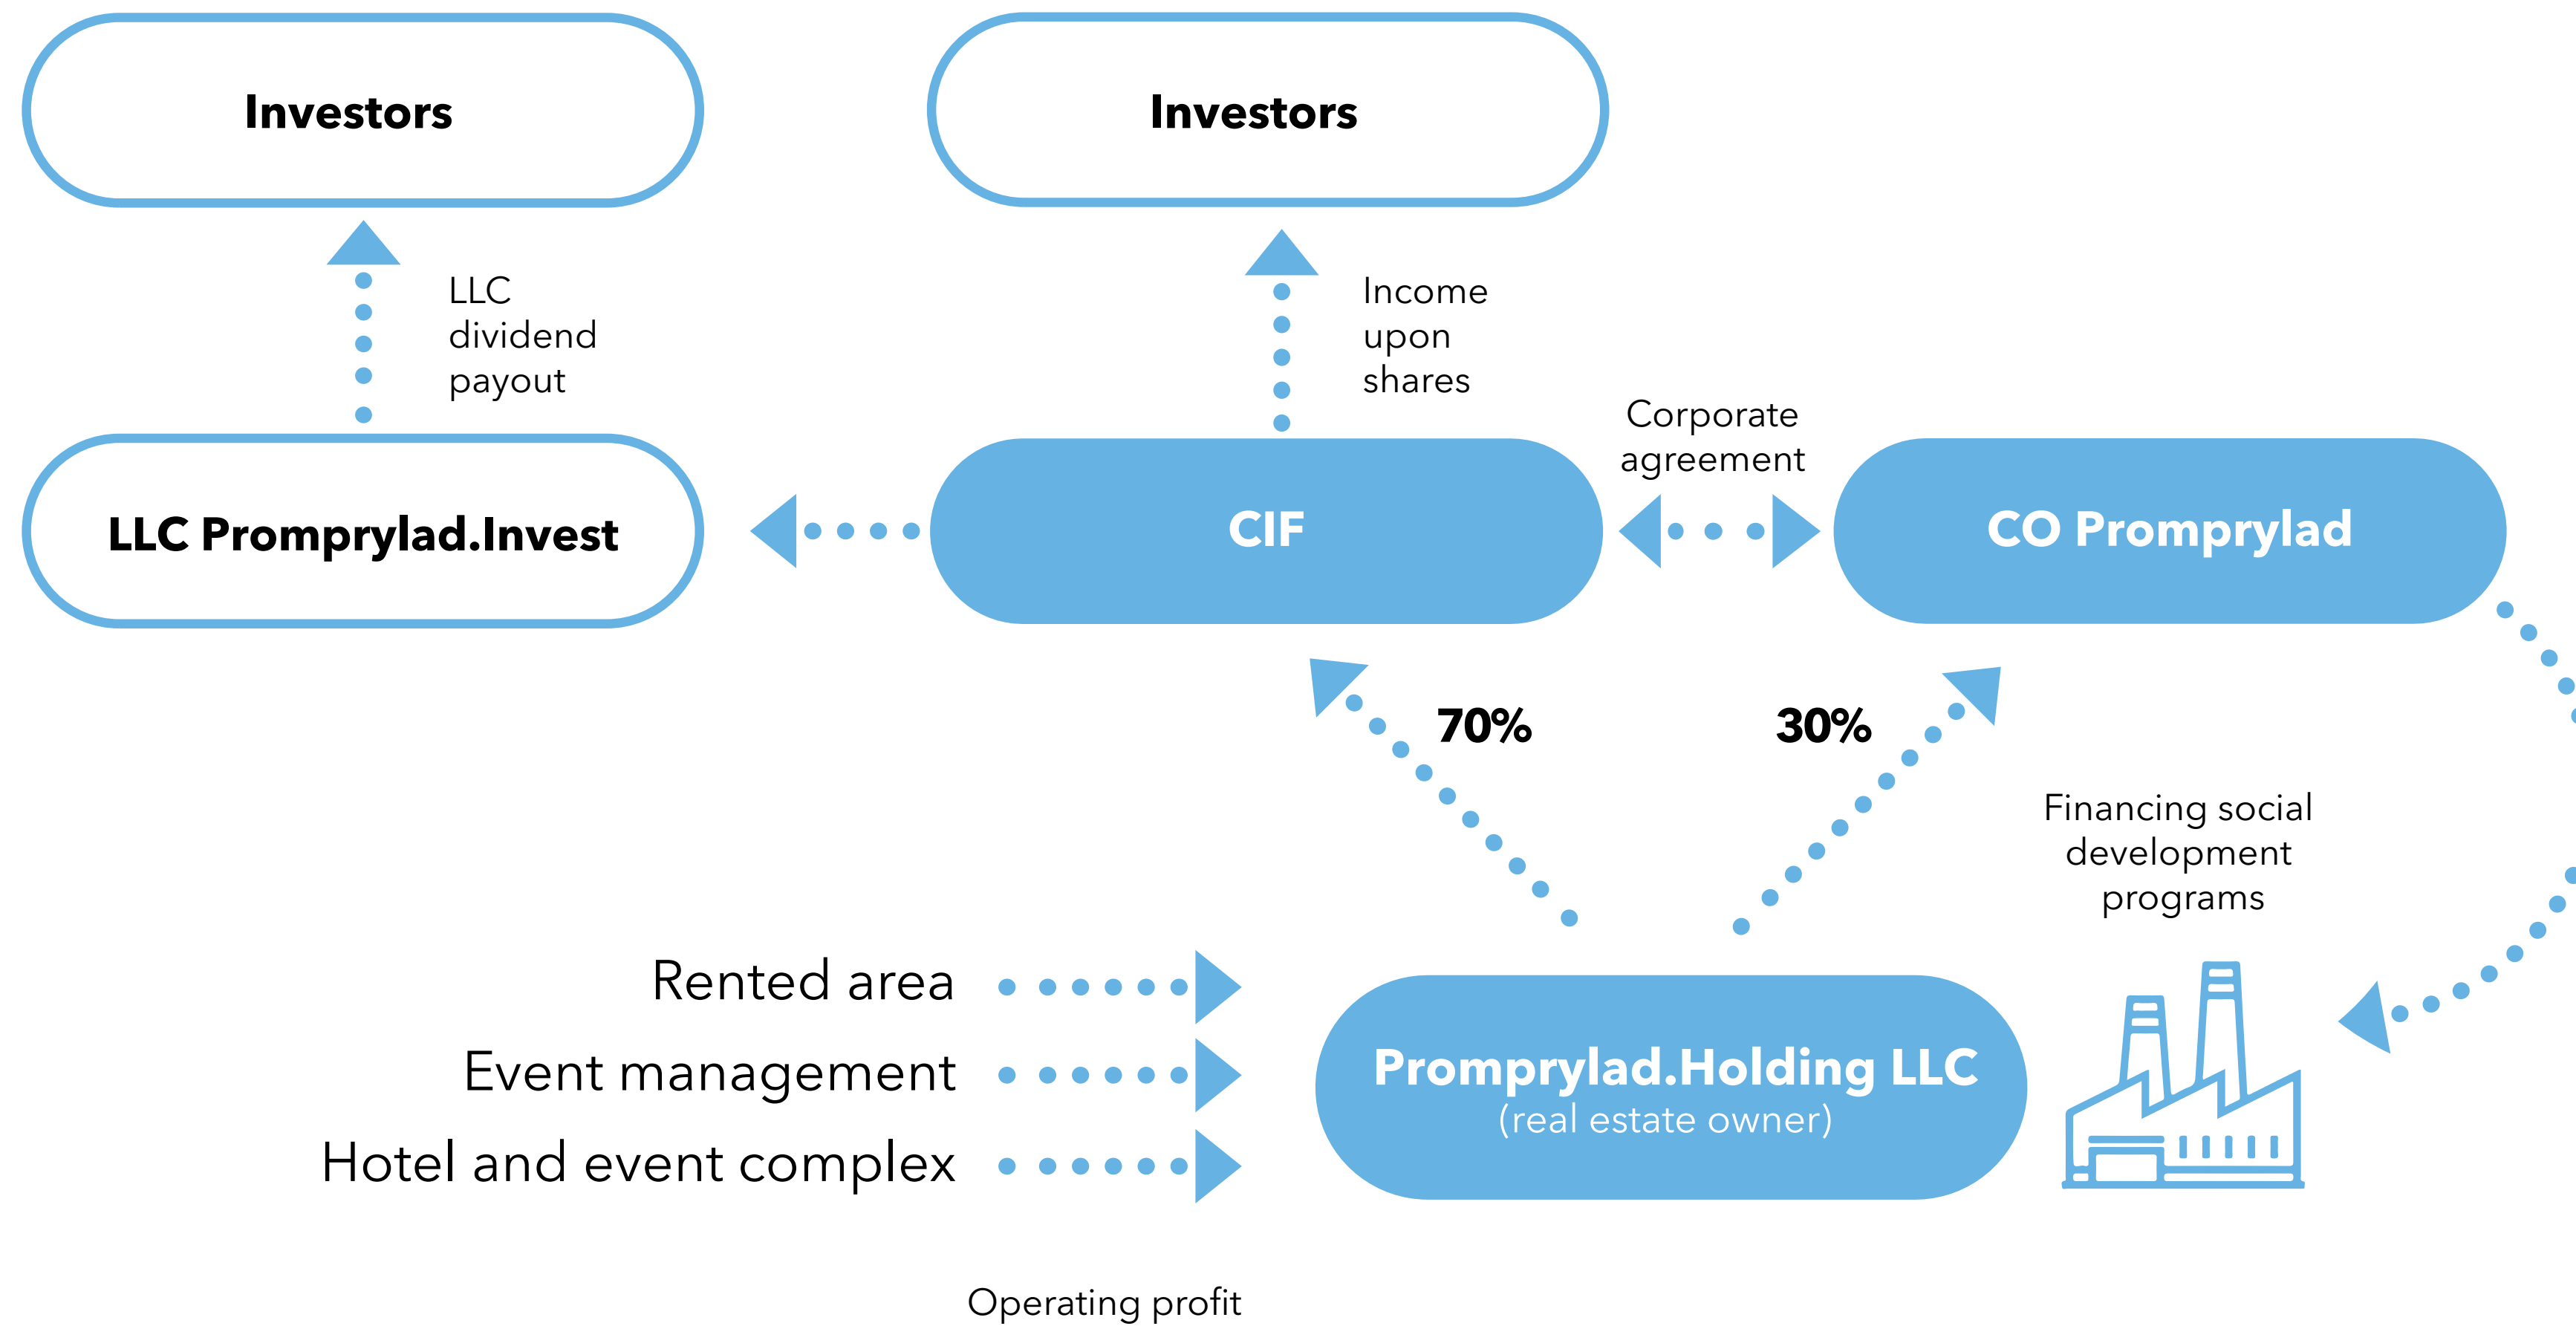 Investors
Investors
LLC
dividend
payout
Income
upon
shares
Corporate
agreement
LLC Promprylad.Invest
CIF
CO Promprylad
70%
30%
Financing social
development
programs
Rented area
Event management
Hotel and event complex
Promprylad.Holding LLC
(real estate owner)
Operating profit